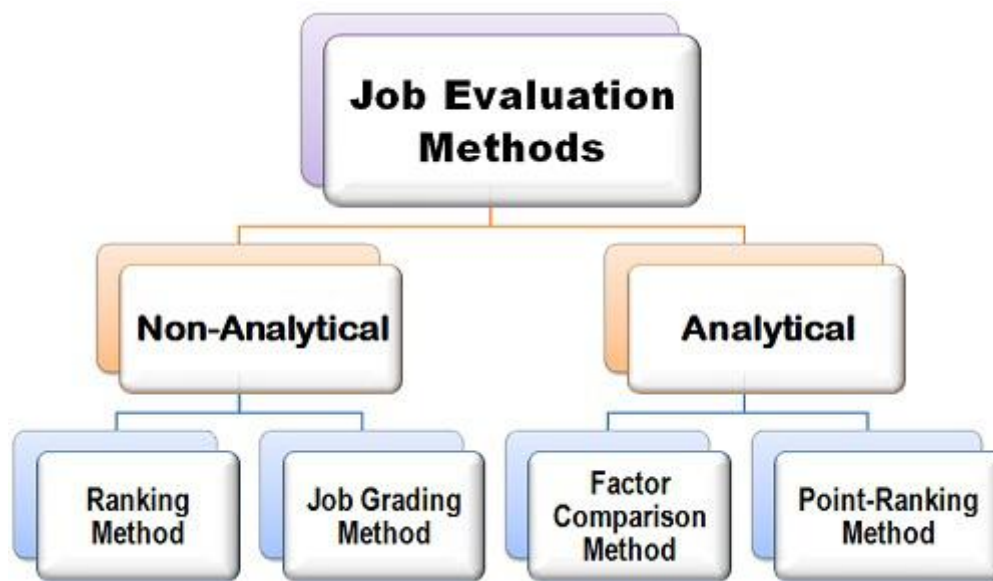 Job Evaluation
Methods
Non-Analytical
Analytical
Ranking
Method
Job Grading
Method
Factor
Comparison
Method
Point-Ranking
Method